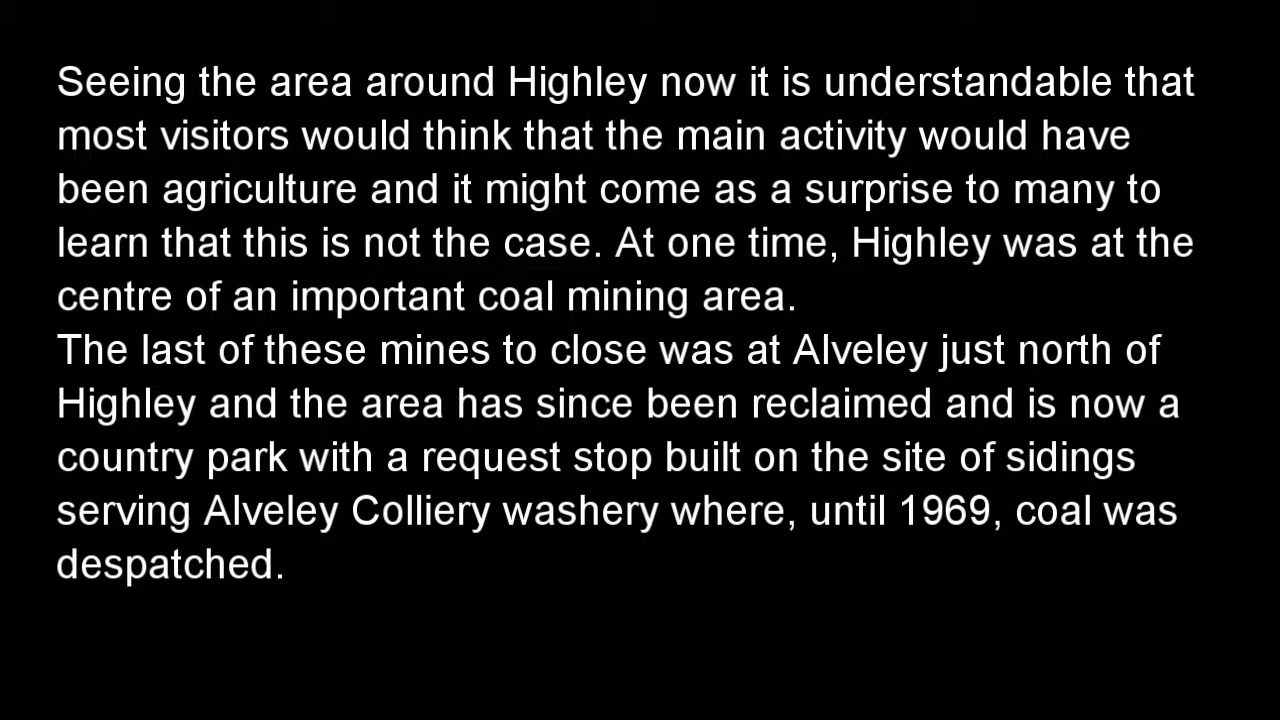 Seeing the area around Highley now it is understandable that
most visitors would think that the main activity would have
been agriculture and it might come as a surprise to many to
learn that this is not the case. At one time, Highley was at the
centre of an important coal mining area.
The last of these mines to close was at Alveley just north of
Highley and the area has since been reclaimed and is now a
country park with a request stop built on the site of sidings
serving Alveley Colliery washery where, until 1969, coal was
despatched.